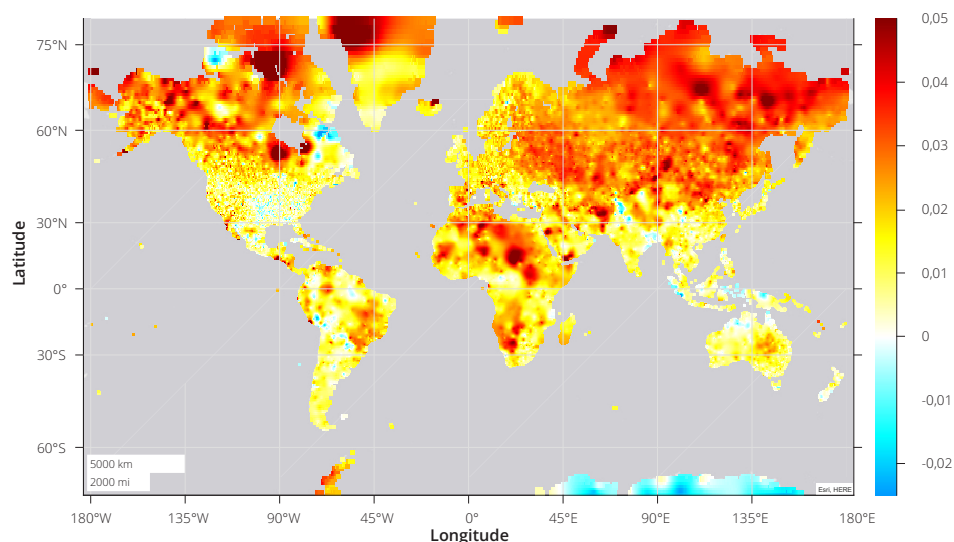 0,05
75°N
0,04
60°N
0,03
30°N
0,02
Latitude
0,01
0°
0
30°S
-0,01
60°S
5000 km
-0,02
2000 mi
Esri, HERE
180°W 135°W 90°W 45°W 0° 45°E 90°E 135°E 180°E
Longitude